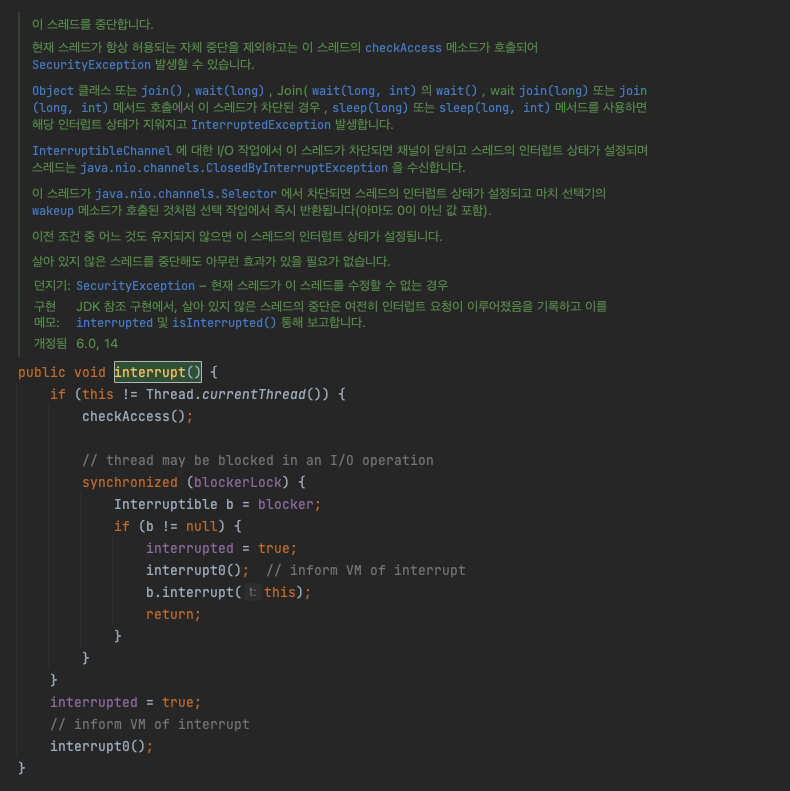 이 스레드를 중단합니다.
현재 스레드가 항상 허용되는 자체 중단을 제외하고는 이 스레드의 checkAccess 메소드가 호출되어
SecurityException 발생할 수 있습니다.
Object 클래스 또는 join() , wait(long) , Join( wait(long, int) 의 wait() , wait join(long) 또는 join
(long, int) 메서드 호출에서 이 스레드가 차단된 경우 , sleep(long) 또는 sleep(long, int) 메서드를 사용하면
해당 인터럽트 상태가 지워지고 InterruptedException 발생합니다.
InterruptibleChannel 에 대한 I/O 작업에서 이 스레드가 차단되면 채널이 닫히고 스레드의 인터럽트 상태가 설정되며
스레드는 java.nio.channels.ClosedByInterruptException 을 수신합니다.
이 스레드가 java.nio.channels.Selector 에서 차단되면 스레드의 인터럽트 상태가 설정되고 마치 선택기의
wakeup 메소드가 호출된 것처럼 선택 작업에서 즉시 반환됩니다(아마도 0이 아닌 값 포함).
이전 조건 중 어느 것도 유지되지 않으면 이 스레드의 인터럽트 상태가 설정됩니다.
살아 있지 않은 스레드를 중단해도 아무런 효과가 있을 필요가 없습니다.
던지기: SecurityException – 현재 스레드가 이 스레드를 수정할 수 없는 경우
구현 JDK 참조 구현에서, 살아 있지 않은 스레드의 중단은 여전히 인터럽트 요청이 이루어졌음을 기록하고 이를
메모: interrupted 및 isInterrupted() 통해 보고합니다.
개정됨 6.0, 14
public void interrupt() {
    if (this != Thread.currentThread()) {
        checkAccess();
        // thread may be blocked in an I/O operation
        synchronized (blockerLock) {
            Interruptible b = blocker;
            if (b != null) {
                interrupted = true;
                interrupt0();  // inform VM of interrupt
                b.interrupt( t: this);
                return;
            }
        }
    }
    interrupted = true;
    // inform VM of interrupt
    interrupt0();
}